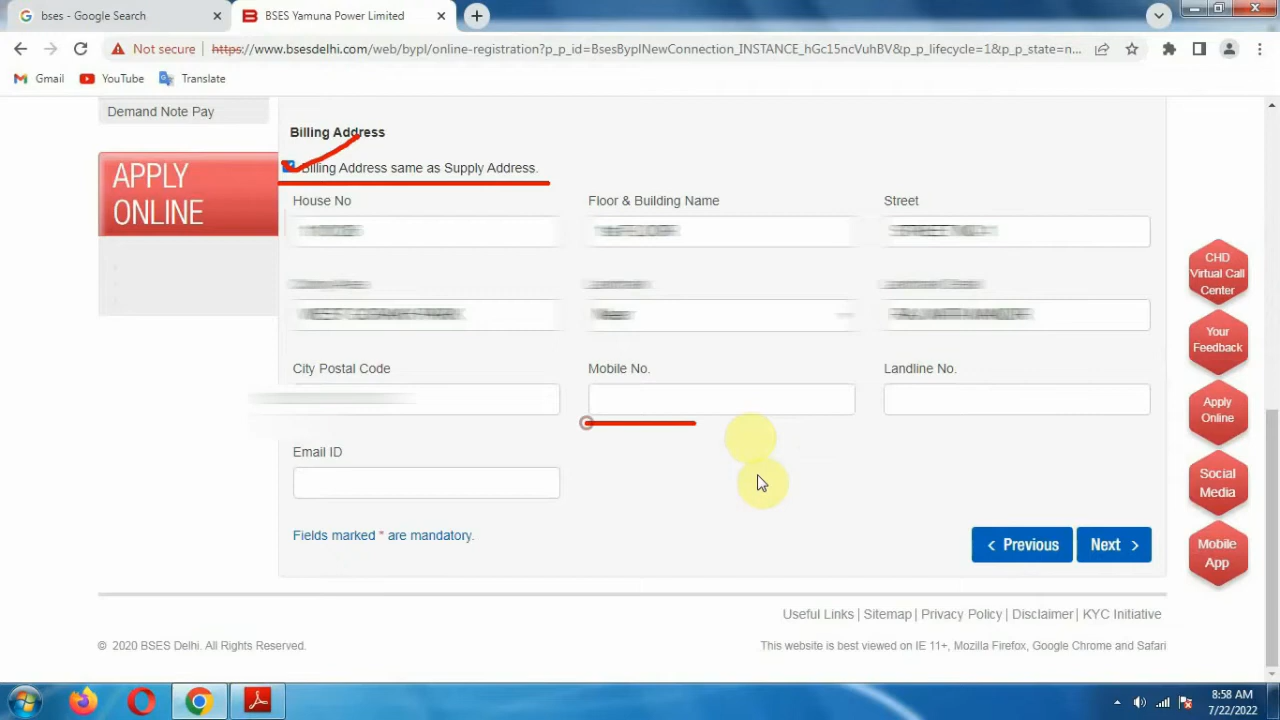 bses - Google Search
BSES Yamuna Power Limited
Not secure
https://www.bsesdelhi.com/web/bypl/online-registration?p_p_id=BsesBypINewConnection_INSTANCE_hGc15ncVuhBV&p_p_lifecycle=1&p_p_state=n...
Gmail
YouTube
Translate
Demand Note Pay
Billing Address
APPLY
ONLINE
Billing Address same as Supply Address.
House No
Floor & Building Name
Street
CHD
Virtual Call
Center
Your
Feedback
City Postal Code
Mobile No.
Landline No.
Apply
Online
Email ID
Social
Media
Fields marked * are mandatory.
< Previous
Next >
Mobile
App
Useful Links | Sitemap | Privacy Policy | Disclaimer | KYC Initiative
© 2020 BSES Delhi. All Rights Reserved.
This website is best viewed on IE 11+, Mozilla Firefox, Google Chrome and Safari
8:58 AM
7/22/2022